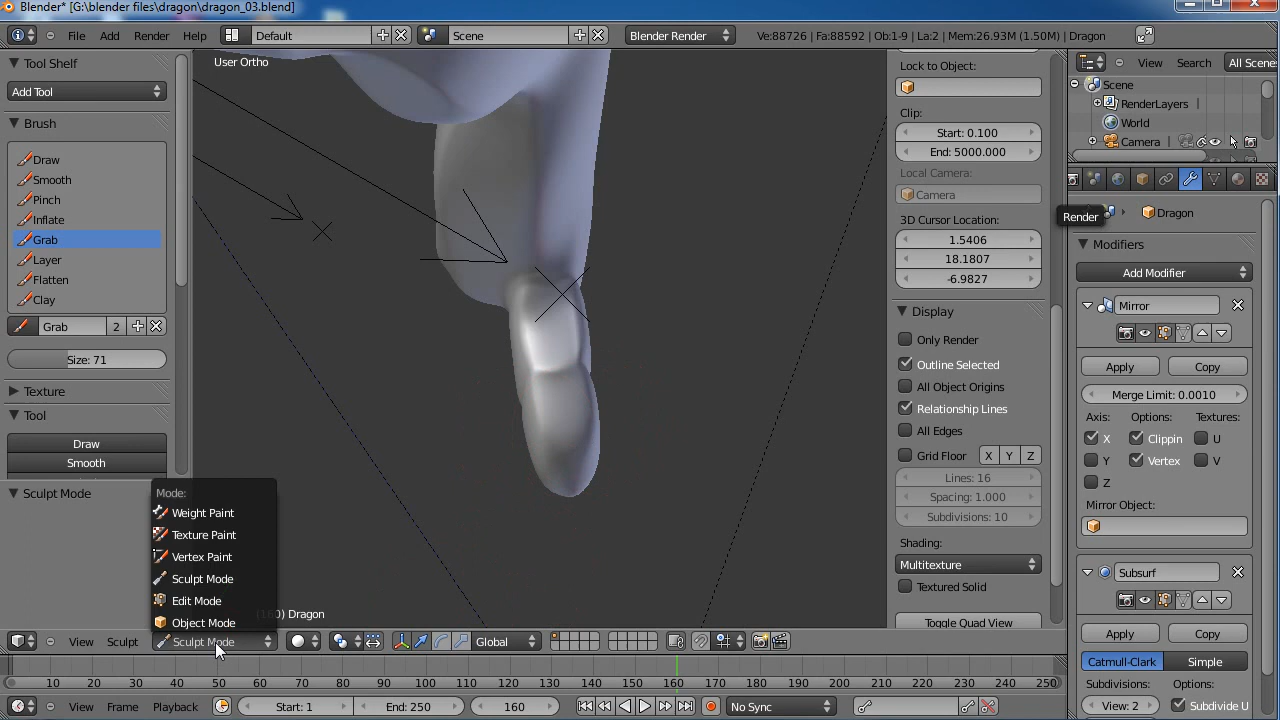 Blender* [G:\blender files\dragon\dragon_03.blend]
File Add Render Help Default Scene Blender Render Ve:88726 | Fa:88592 | Ob:1-9 | La:2 | Mem:26.93M (1.50M) | Dragon
Tool Shelf
Add Tool
Brush
Draw
Smooth
Pinch
Inflate
Grab
Layer
Flatten
Clay
Grab 2
Size: 71
Texture
Tool
Draw
Smooth
Sculpt Mode
User Ortho
Mode:
Weight Paint
Texture Paint
Vertex Paint
Sculpt Mode
Edit Mode
Object Mode
0) Dragon
View Sculpt Sculpt Mode Global
Lock to Object:
Clip:
Start: 0.100
End: 5000.000
Local Camera:
Camera
3D Cursor Location:
1.5406
18.1807
-6.9827
Display
Only Render
Outline Selected
All Object Origins
Relationship Lines
All Edges
Grid Floor X Y Z
Lines: 16
Spacing: 1.000
Subdivisions: 10
Shading:
Multitexture
Textured Solid
Toggle Quad View
View Search All Scene
Scene
RenderLayers
World
Camera
Render
Dragon
Modifiers
Add Modifier
Mirror
Apply Copy
Merge Limit: 0.0010
Axis: Options: Textures:
X Clippin U
Y Vertex V
Z
Mirror Object:
Subsurf
Apply Copy
Catmull-Clark Simple
Subdivisions: Options:
View: 2 Subdivide U
10 20 30 40 50 60 70 80 90 100 110 120 130 140 150 160 170 180 190 200 210 220 230 240 250
View Frame Playback Start: 1 End: 250 160 No Sync